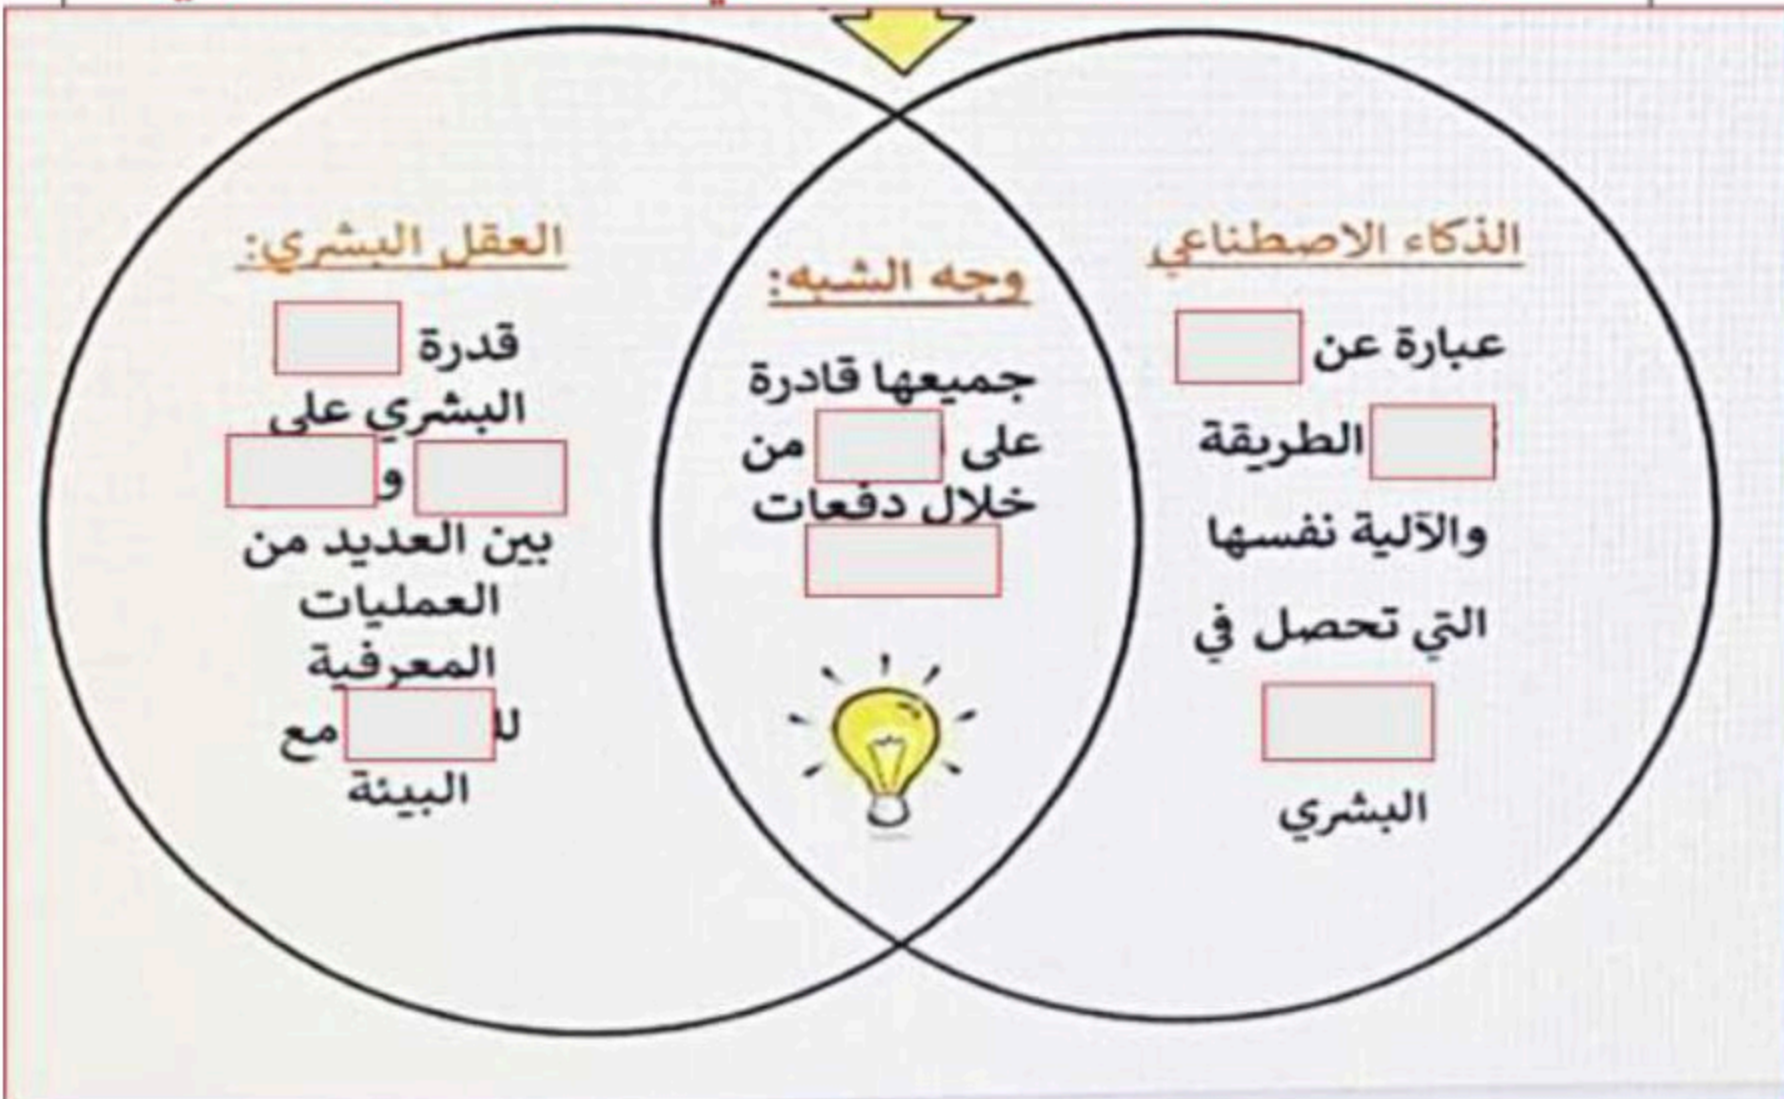 الذكاء الاصطناعي
عبارة عن
الطريقة
والآلية نفسها
التي تحصل في
البشري
وجه الشبه:
جميعها قادرة
على من
خلال دفعات
العقل البشري:
قدرة
البشري على
و
بين العديد من
العمليات
المعرفية
للـ مع
البيئة